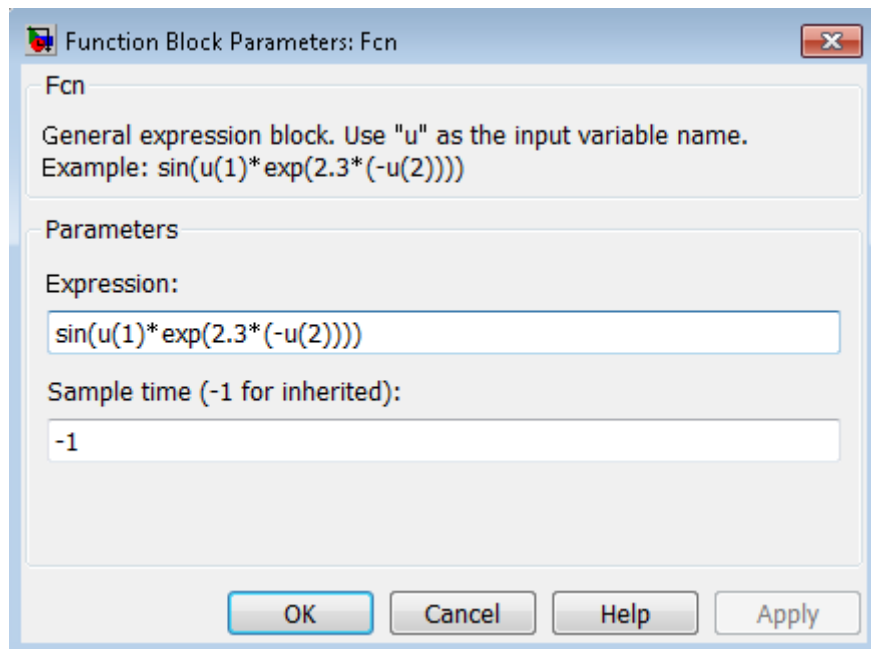 Function Block Parameters: Fcn
Fcn
General expression block. Use "u" as the input variable name.
Example: sin(u(1)*exp(2.3*(-u(2))))
Parameters
Expression:
sin(u(1)*exp(2.3*(-u(2))))
Sample time (-1 for inherited):
-1
OK Cancel Help Apply